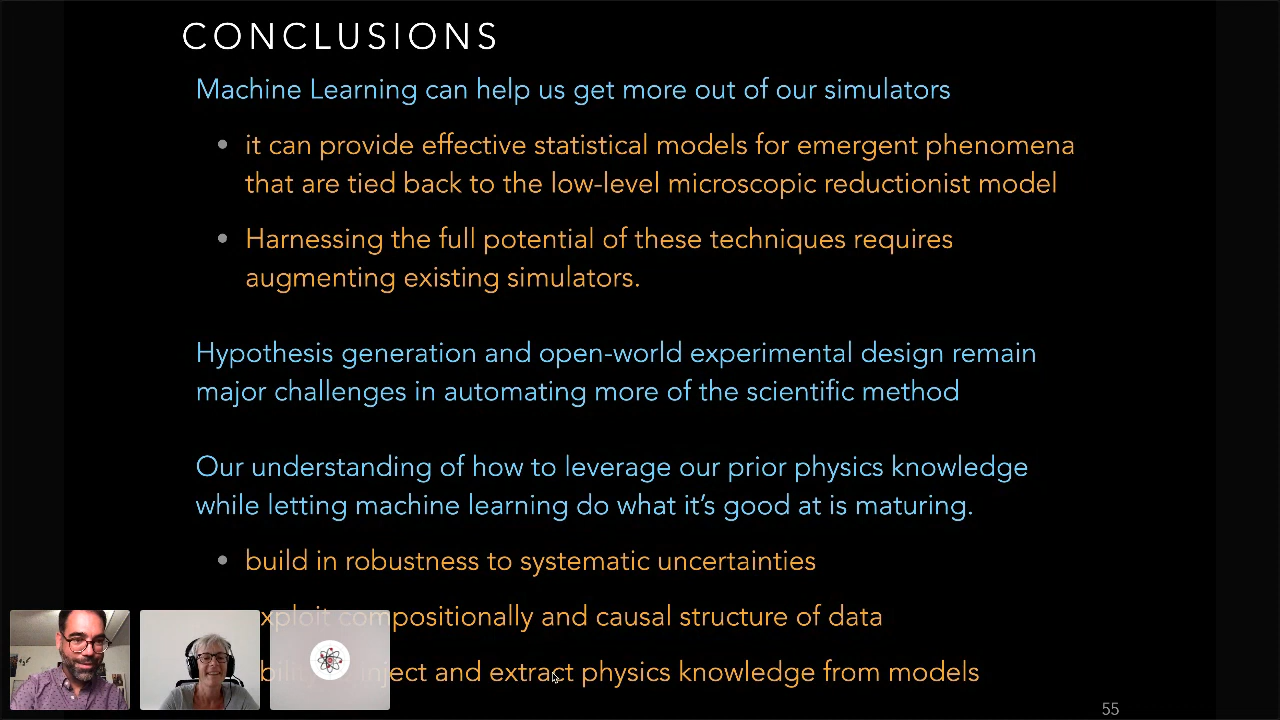 CONCLUSIONS
Machine Learning can help us get more out of our simulators
• it can provide effective statistical models for emergent phenomena
that are tied back to the low-level microscopic reductionist model
• Harnessing the full potential of these techniques requires
augmenting existing simulators.
Hypothesis generation and open-world experimental design remain
major challenges in automating more of the scientific method
Our understanding of how to leverage our prior physics knowledge
while letting machine learning do what it's good at is maturing.
• build in robustness to systematic uncertainties
xploit compositionally and causal structure of data
inject and extract physics knowledge from models
55